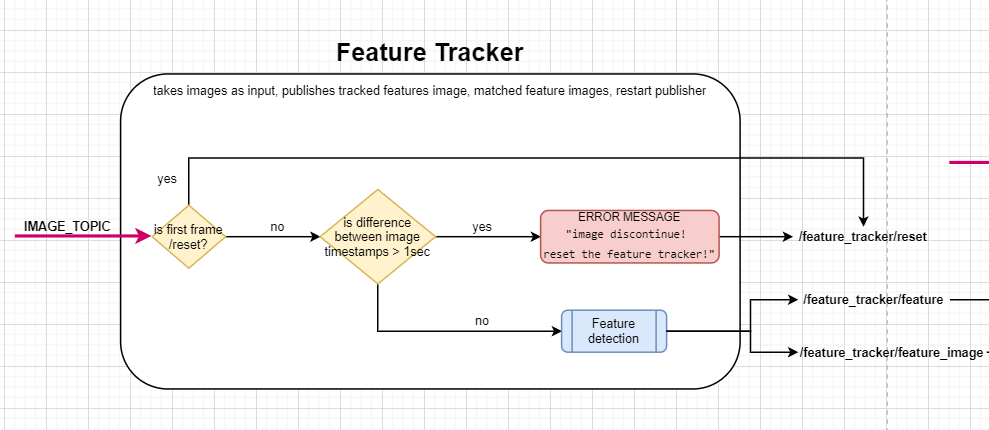 Feature Tracker
takes images as input, publishes tracked features image, matched feature images, restart publisher
yes
IMAGE_TOPIC
is first frame
/reset?
no
is difference
between image
timestamps > 1sec
yes
ERROR MESSAGE
"image discontinue!
reset the feature tracker!"
/feature_tracker/reset
no
Feature
detection
/feature_tracker/feature
/feature_tracker/feature_image